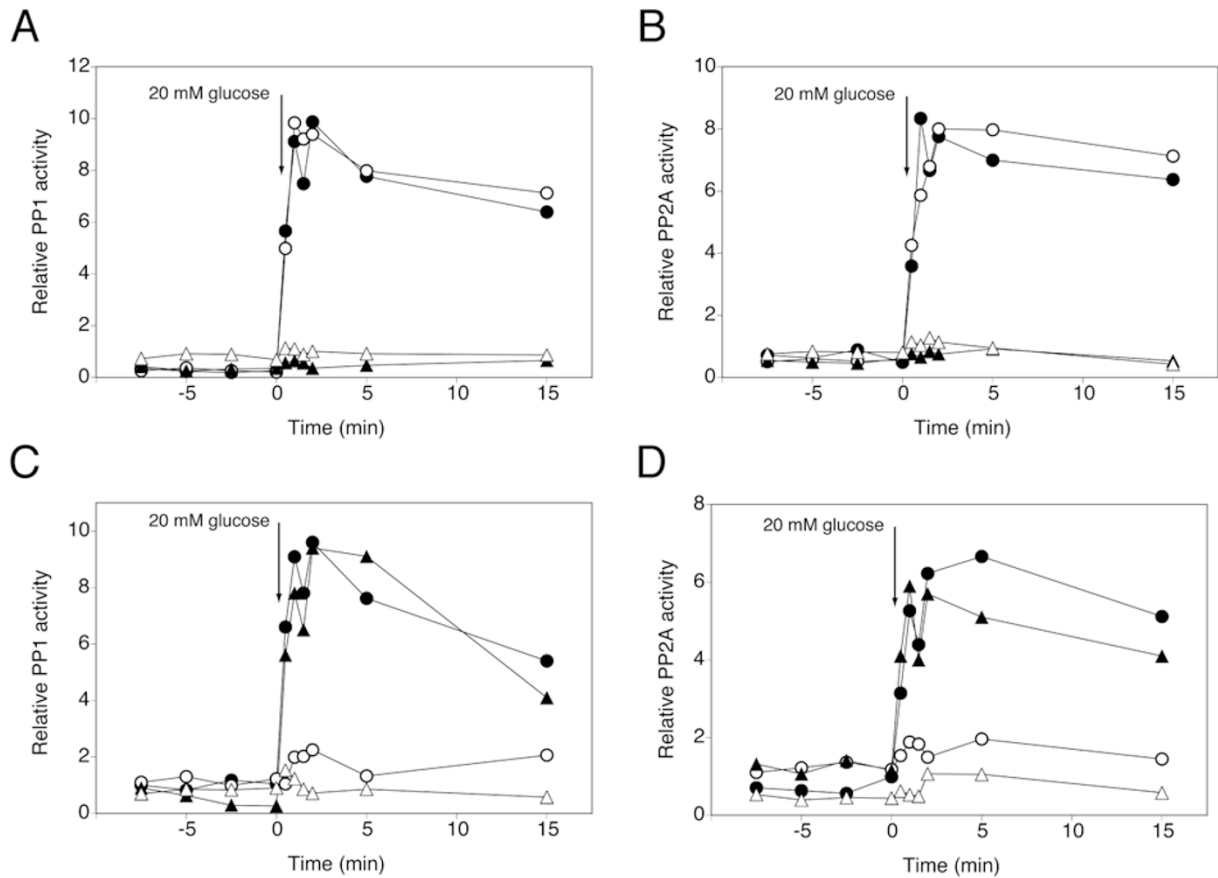 A
12
10
8
6
4
2
0
Relative PP1 activity
20 mM glucose
-5
0
5
10
15
Time (min)
B
10
8
6
4
2
0
Relative PP2A activity
20 mM glucose
-5
0
5
10
15
Time (min)
C
10
8
6
4
2
0
Relative PP1 activity
20 mM glucose
-5
0
5
10
15
Time (min)
D
8
6
4
2
0
Relative PP2A activity
20 mM glucose
-5
0
5
10
15
Time (min)